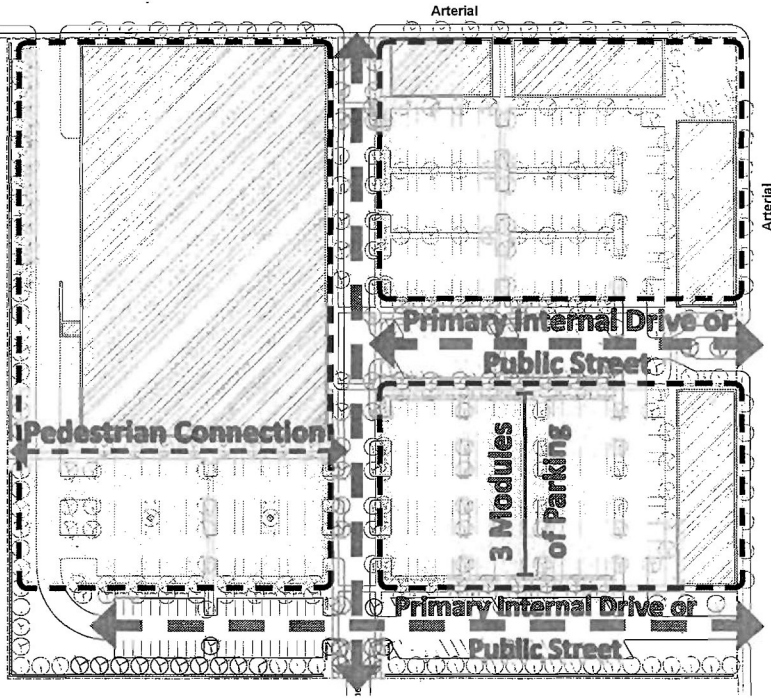 Arterial
Arterial
Primary Internal Drive or
Public Street
Pedestrian Connection
3 Modules
of Parking
Primary Internal Drive or
Public Street